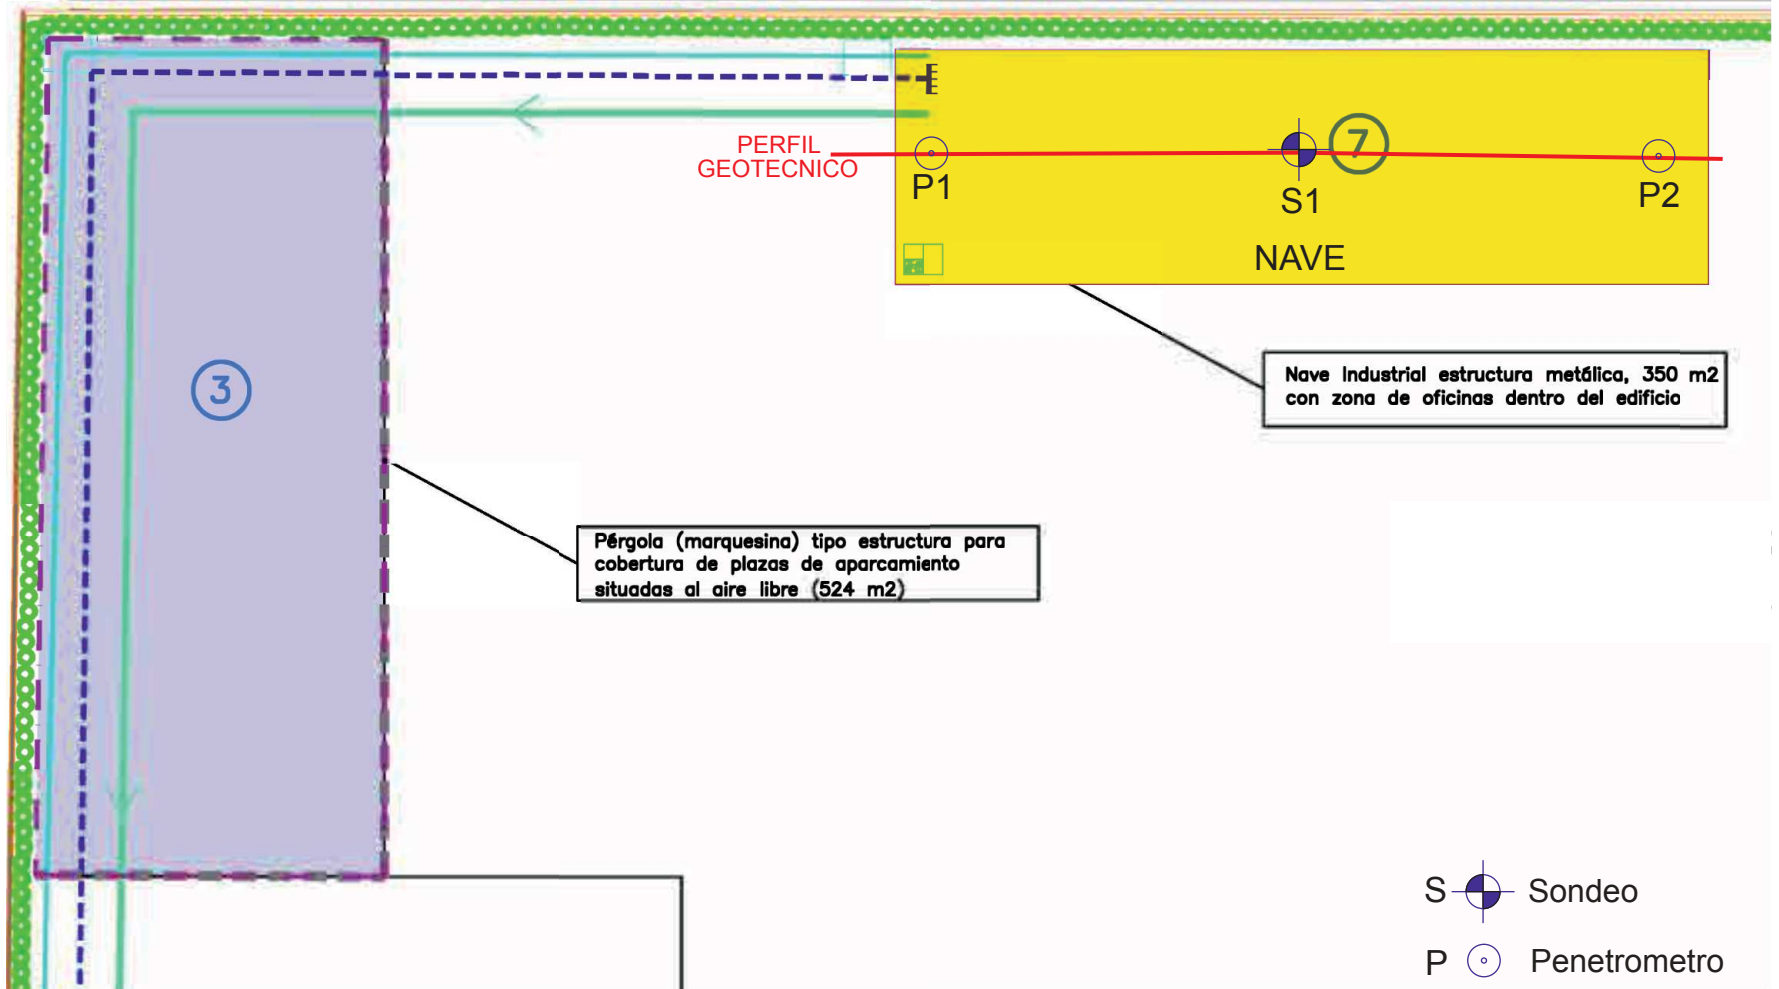 PERFIL
GEOTECNICO
P1
7
S1
P2
NAVE
Nave Industrial estructura metálica, 350 m2
con zona de oficinas dentro del edificio
3
Pérgola (marquesina) tipo estructura para
cobertura de plazas de aparcamiento
situadas al aire libre (524 m2)
S Sondeo
P Penetrometro